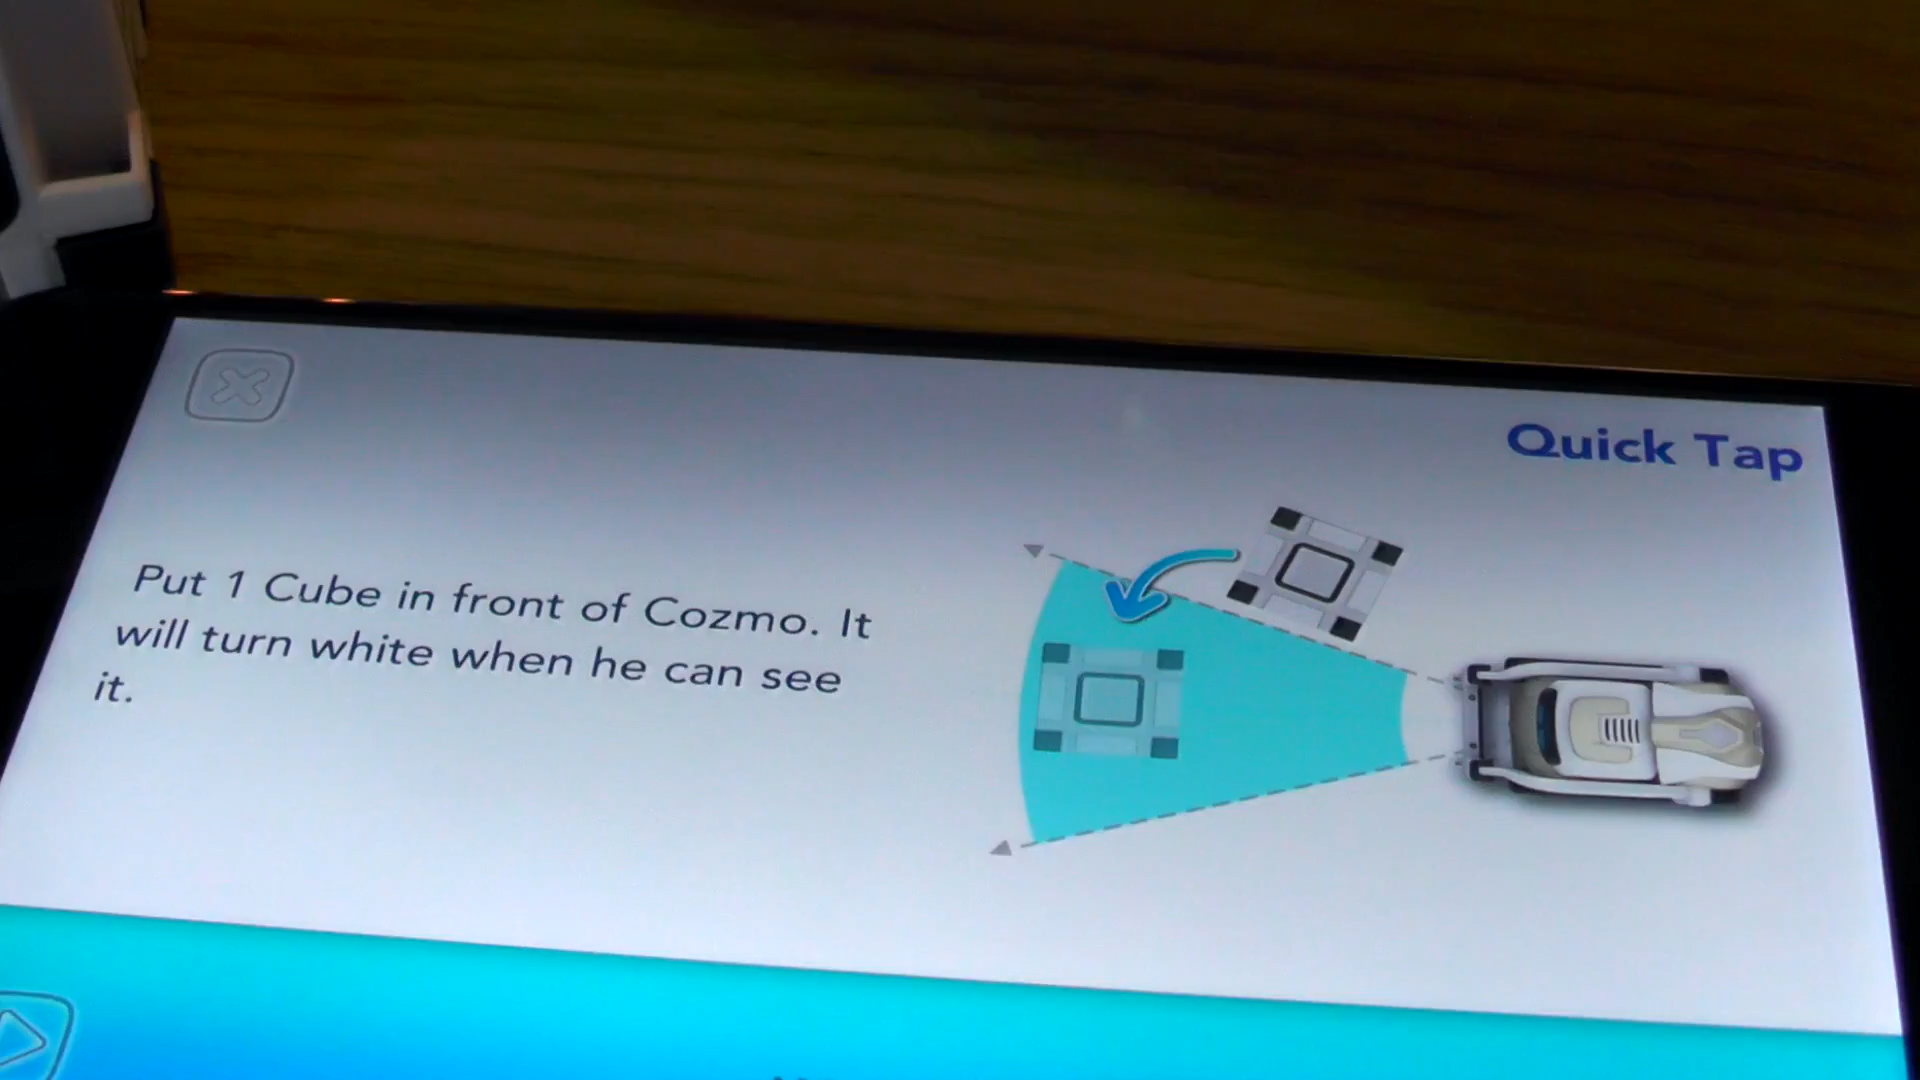 Quick Tap
Put 1 Cube in front of Cozmo. It
will turn white when he can see
it.